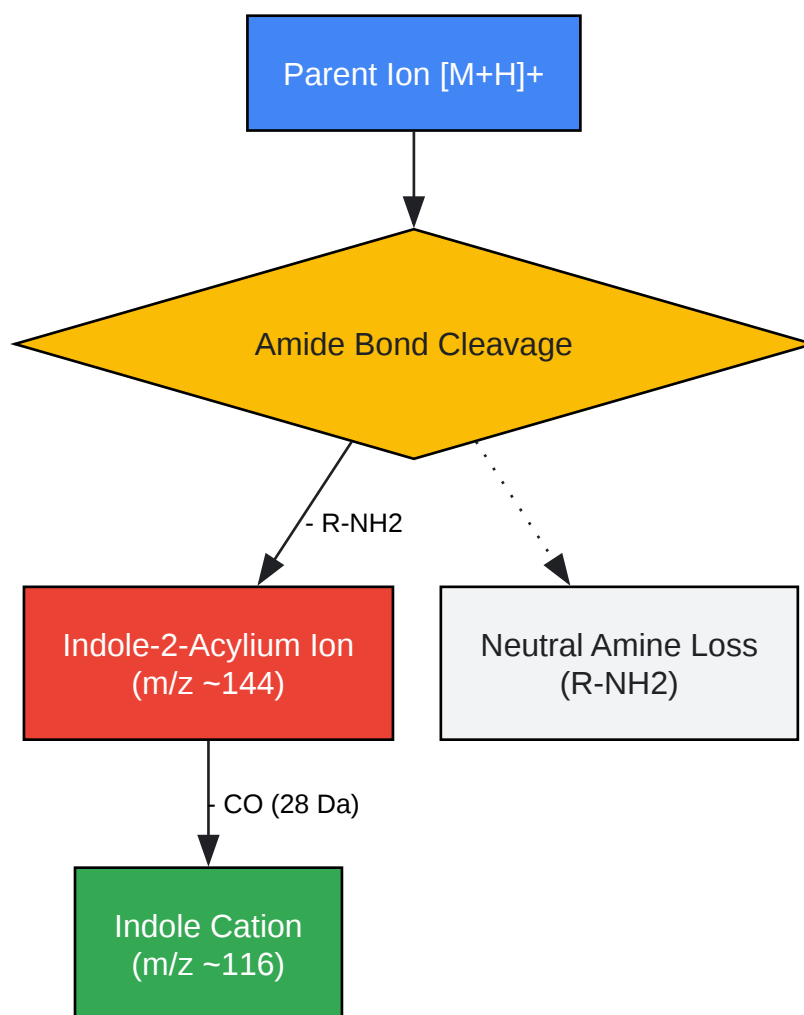 Parent Ion [M+H]+
Amide Bond Cleavage
- R-NH2
Indole-2-Acylium Ion
(m/z ~144)
Neutral Amine Loss
(R-NH2)
- CO (28 Da)
Indole Cation
(m/z ~116)